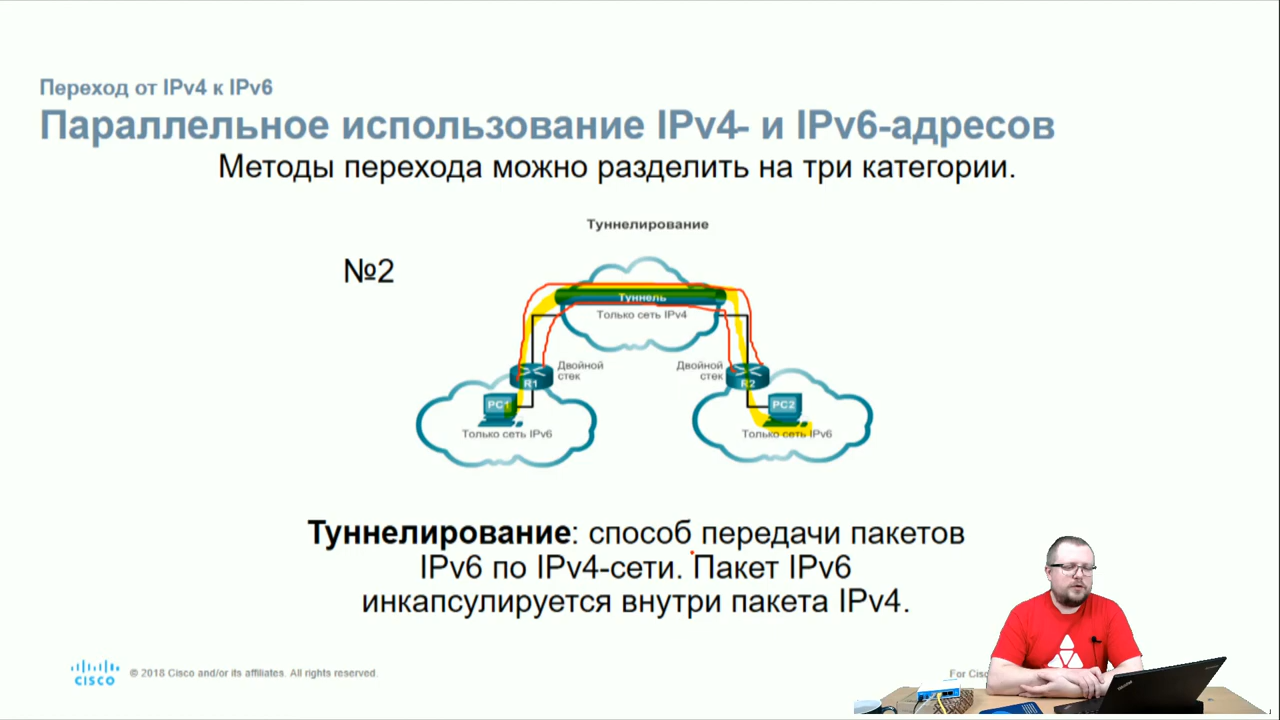 Переход от IPv4 к IPv6
Параллельное использование IPv4- и IPv6-адресов
Методы перехода можно разделить на три категории.
Туннелирование
№2
Туннель
Только сеть IPv4
Двойной
стек
Двойной
стек
R1
R2
PC1
PC2
Только сеть IPv6
Только сеть IPv6
Туннелирование: способ передачи пакетов
IPv6 по IPv4-сети. Пакет IPv6
инкапсулируется внутри пакета IPv4.
CISCO
© 2018 Cisco and/or its affiliates. All rights reserved.
For Cisc